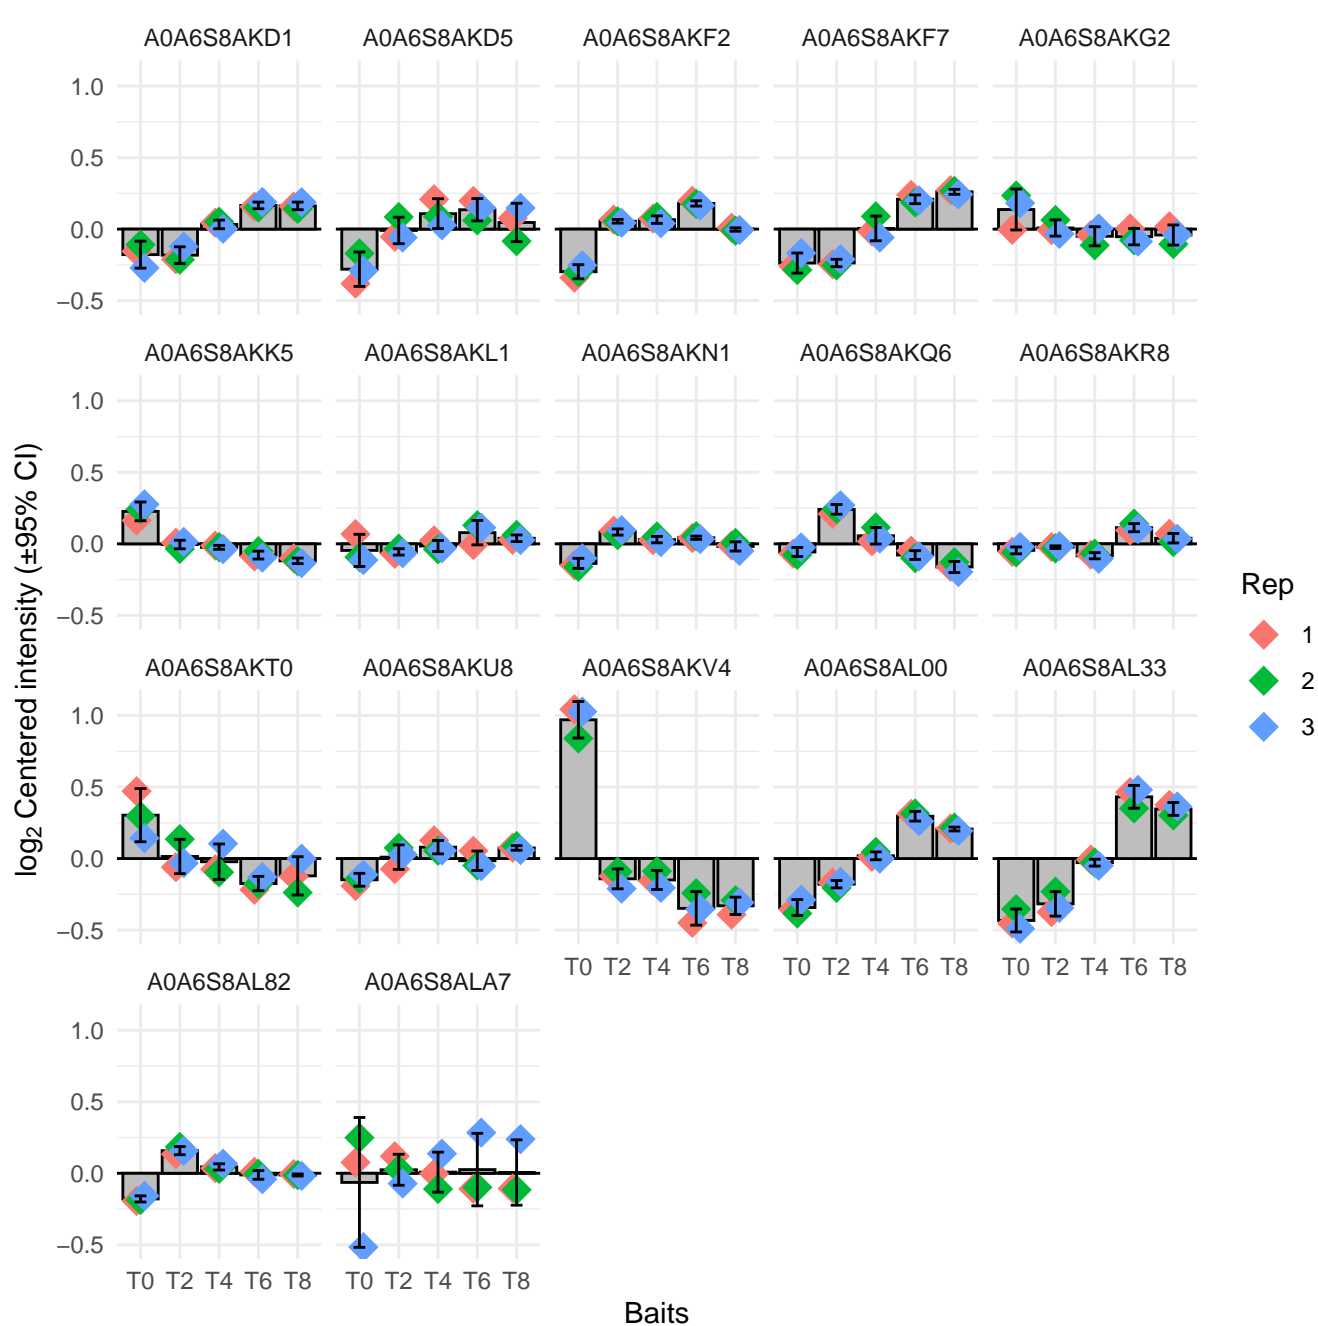 A0A6S8AKD1 A0A6S8AKD5 A0A6S8AKF2 A0A6S8AKF7 A0A6S8AKG2
1.0
0.5
0.0
−0.5
A0A6S8AKK5 A0A6S8AKL1 A0A6S8AKN1 A0A6S8AKQ6 A0A6S8AKR8
1.0
0.5
0.0
−0.5
log₂ Centered intensity (±95% CI)
Rep
1
2
3
A0A6S8AKT0 A0A6S8AKU8 A0A6S8AKV4 A0A6S8AL00 A0A6S8AL33
1.0
0.5
0.0
−0.5
T0 T2 T4 T6 T8 T0 T2 T4 T6 T8 T0 T2 T4 T6 T8
A0A6S8AL82 A0A6S8ALA7
1.0
0.5
0.0
−0.5
T0 T2 T4 T6 T8 T0 T2 T4 T6 T8
Baits